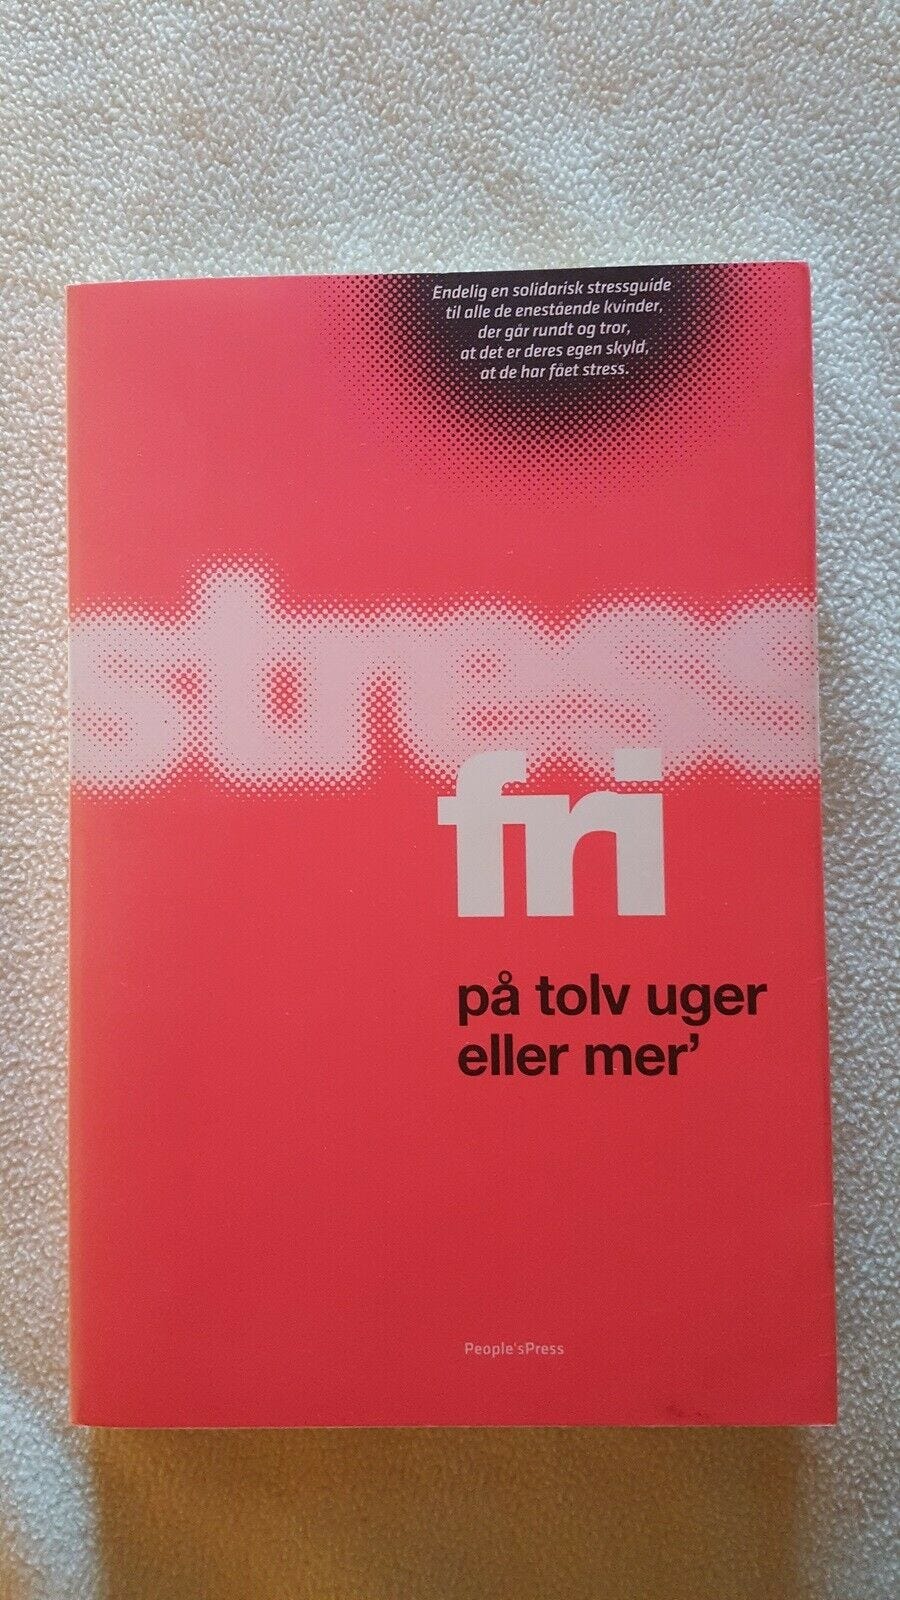 Endelig en solidarisk stressguide
til alle de enestående kvinder,
der går rundt og tror,
at det er deres egen skyld,
at de har fået stress.
stress
fri
på tolv uger
eller mer’
People'sPress